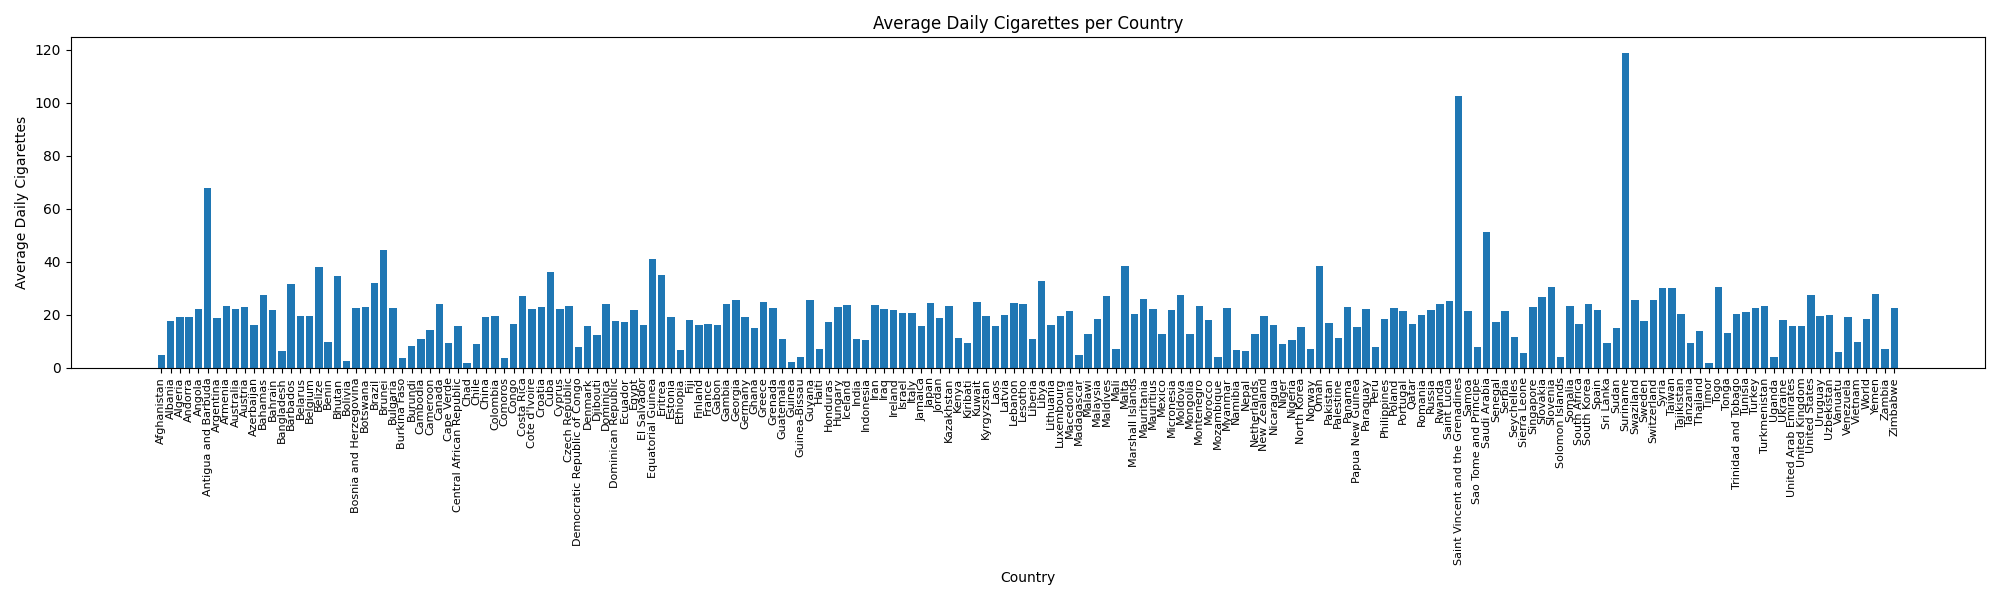 Average Daily Cigarettes per Country
Average Daily Cigarettes
120
100
80
60
40
20
0
Afghanistan
Albania
Algeria
Andorra
Angola
Antigua and Barbuda
Argentina
Armenia
Australia
Austria
Azerbaijan
Bahamas
Bahrain
Bangladesh
Barbados
Belarus
Belgium
Belize
Benin
Bhutan
Bolivia
Bosnia and Herzegovina
Botswana
Brazil
Brunei
Bulgaria
Burkina Faso
Burundi
Cambodia
Cameroon
Canada
Cape Verde
Central African Republic
Chad
Chile
China
Colombia
Comoros
Congo
Costa Rica
Cote d'Ivoire
Croatia
Cuba
Cyprus
Czech Republic
Democratic Republic of Congo
Denmark
Djibouti
Dominica
Dominican Republic
Ecuador
Egypt
El Salvador
Equatorial Guinea
Eritrea
Estonia
Ethiopia
Fiji
Finland
France
Gabon
Gambia
Georgia
Germany
Ghana
Greece
Grenada
Guatemala
Guinea
Guinea-Bissau
Guyana
Haiti
Honduras
Hungary
Iceland
India
Indonesia
Iran
Iraq
Ireland
Israel
Italy
Jamaica
Japan
Jordan
Kazakhstan
Kenya
Kiribati
Kuwait
Kyrgyzstan
Laos
Latvia
Lebanon
Lesotho
Liberia
Libya
Lithuania
Luxembourg
Macedonia
Madagascar
Malawi
Malaysia
Maldives
Mali
Malta
Marshall Islands
Mauritania
Mauritius
Mexico
Micronesia
Moldova
Mongolia
Montenegro
Morocco
Mozambique
Myanmar
Namibia
Nepal
Netherlands
New Zealand
Nicaragua
Niger
Nigeria
North Korea
Norway
Oman
Pakistan
Palestine
Panama
Papua New Guinea
Paraguay
Peru
Philippines
Poland
Portugal
Qatar
Romania
Russia
Rwanda
Saint Lucia
Saint Vincent and the Grenadines
Samoa
Sao Tome and Principe
Saudi Arabia
Senegal
Serbia
Seychelles
Sierra Leone
Singapore
Slovakia
Slovenia
Solomon Islands
Somalia
South Africa
South Korea
Spain
Sri Lanka
Sudan
Suriname
Swaziland
Sweden
Switzerland
Syria
Taiwan
Tajikistan
Tanzania
Thailand
Timor
Togo
Tonga
Trinidad and Tobago
Tunisia
Turkey
Turkmenistan
Uganda
Ukraine
United Arab Emirates
United Kingdom
United States
Uruguay
Uzbekistan
Vanuatu
Venezuela
Vietnam
World
Yemen
Zambia
Zimbabwe
Country